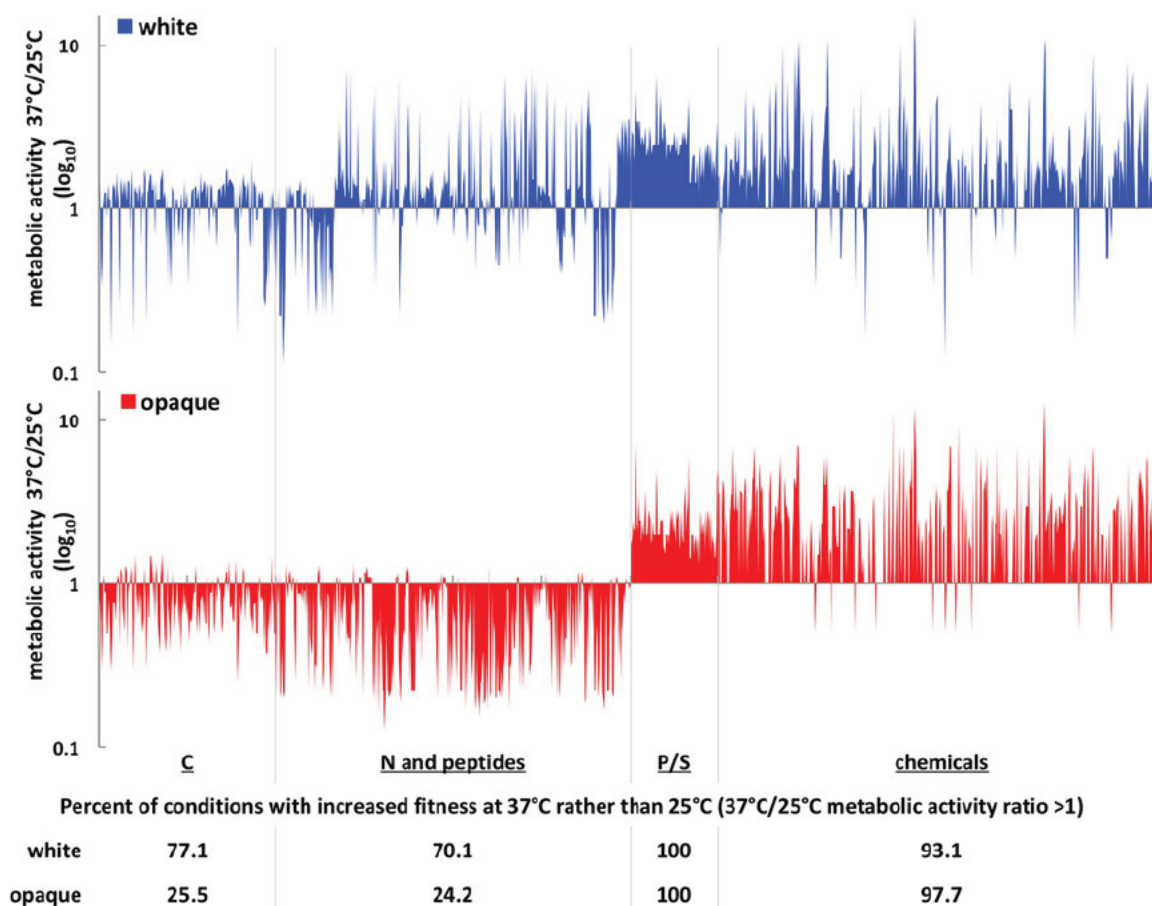 white
metabolic activity 37°C/25°C
(log10)
10
1
0.1
opaque
metabolic activity 37°C/25°C
(log10)
10
1
0.1
C N and peptides P/S chemicals
Percent of conditions with increased fitness at 37°C rather than 25°C (37°C/25°C metabolic activity ratio >1)
white 77.1 70.1 100 93.1
opaque 25.5 24.2 100 97.7